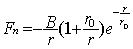 Fₙ = −B/r (1 + r₀/r) e^(−r/r₀)